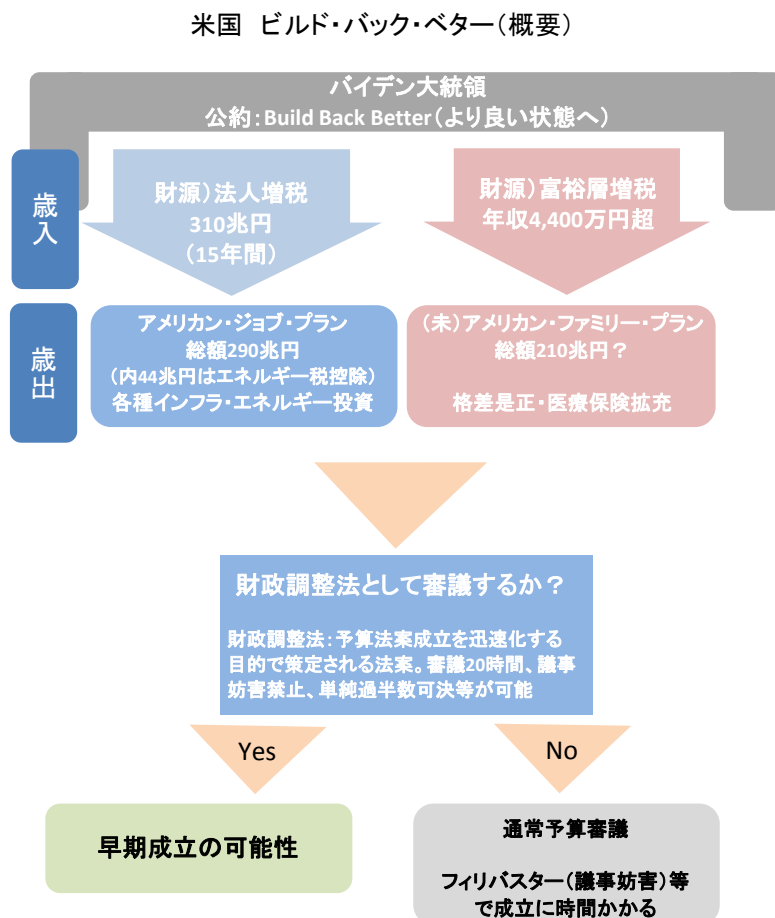 米国　ビルド・バック・ベター（概要）
バイデン大統領
公約：Build Back Better（より良い状態へ）
歳入
財源）法人増税
310兆円
（15年間）
財源）富裕層増税
年収4,400万円超
歳出
アメリカン・ジョブ・プラン
総額290兆円
（内44兆円はエネルギー税控除）
各種インフラ・エネルギー投資
（未）アメリカン・ファミリー・プラン
総額210兆円？
格差是正・医療保険拡充
財政調整法として審議するか？
財政調整法：予算法案成立を迅速化する
目的で策定される法案。審議20時間、議事
妨害禁止、単純過半数可決等が可能
Yes
No
早期成立の可能性
通常予算審議
フィリバスター（議事妨害）等
で成立に時間かかる